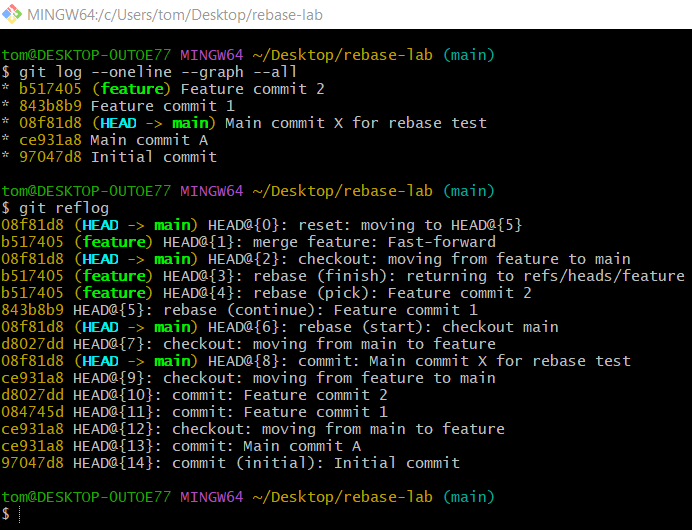 MINGW64:/c/Users/tom/Desktop/rebase-lab
tom@DESKTOP-OUTOE77 MINGW64 ~/Desktop/rebase-lab (main)
$ git log --oneline --graph --all
* b517405 (feature) Feature commit 2
* 843b8b9 Feature commit 1
* 08f81d8 (HEAD -> main) Main commit X for rebase test
* ce931a8 Main commit A
* 97047d8 Initial commit
tom@DESKTOP-OUTOE77 MINGW64 ~/Desktop/rebase-lab (main)
$ git reflog
08f81d8 (HEAD -> main) HEAD@{0}: reset: moving to HEAD@{5}
b517405 (feature) HEAD@{1}: merge feature: Fast-forward
08f81d8 (HEAD -> main) HEAD@{2}: checkout: moving from feature to main
b517405 (feature) HEAD@{3}: rebase (finish): returning to refs/heads/feature
b517405 (feature) HEAD@{4}: rebase (pick): Feature commit 2
843b8b9 HEAD@{5}: rebase (continue): Feature commit 1
08f81d8 (HEAD -> main) HEAD@{6}: rebase (start): checkout main
d8027dd HEAD@{7}: checkout: moving from main to feature
08f81d8 (HEAD -> main) HEAD@{8}: commit: Main commit X for rebase test
ce931a8 HEAD@{9}: checkout: moving from feature to main
d8027dd HEAD@{10}: commit: Feature commit 2
084745d HEAD@{11}: commit: Feature commit 1
ce931a8 HEAD@{12}: checkout: moving from main to feature
ce931a8 HEAD@{13}: commit: Main commit A
97047d8 HEAD@{14}: commit (initial): Initial commit
tom@DESKTOP-OUTOE77 MINGW64 ~/Desktop/rebase-lab (main)
$